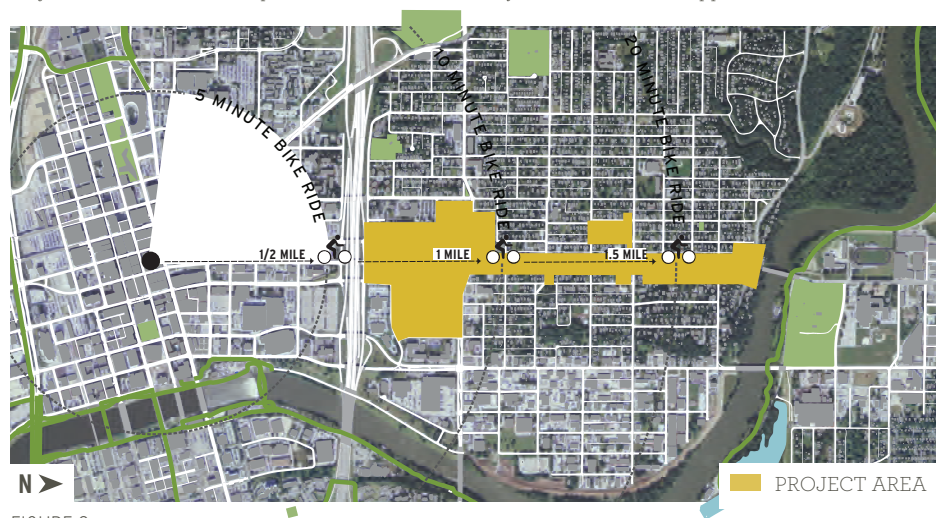 5 MINUTE BIKE RIDE
10 MINUTE BIKE RIDE
20 MINUTE BIKE RIDE
1/2 MILE
1 MILE
1.5 MILE
N
PROJECT AREA